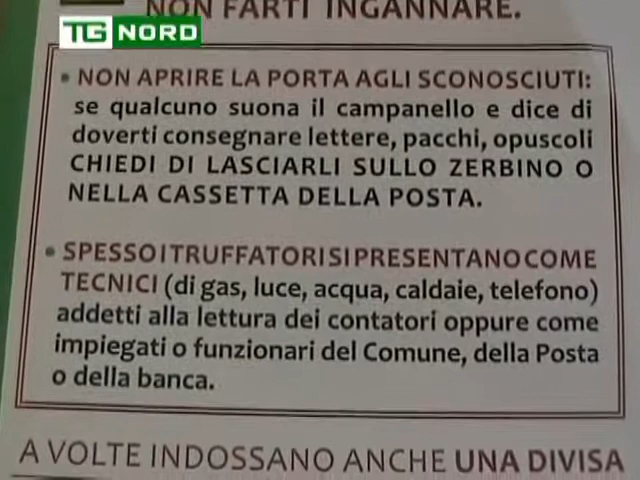 NON FARTI INGANNARE.
TG NORD
• NON APRIRE LA PORTA AGLI SCONOSCIUTI:
se qualcuno suona il campanello e dice di
doverti consegnare lettere, pacchi, opuscoli
CHIEDI DI LASCIARLI SULLO ZERBINO O
NELLA CASSETTA DELLA POSTA.
• SPESSO I TRUFFATORI SI PRESENTANO COME
TECNICI (di gas, luce, acqua, caldaie, telefono)
addetti alla lettura dei contatori oppure come
impiegati o funzionari del Comune, della Posta
o della banca.
A VOLTE INDOSSANO ANCHE UNA DIVISA